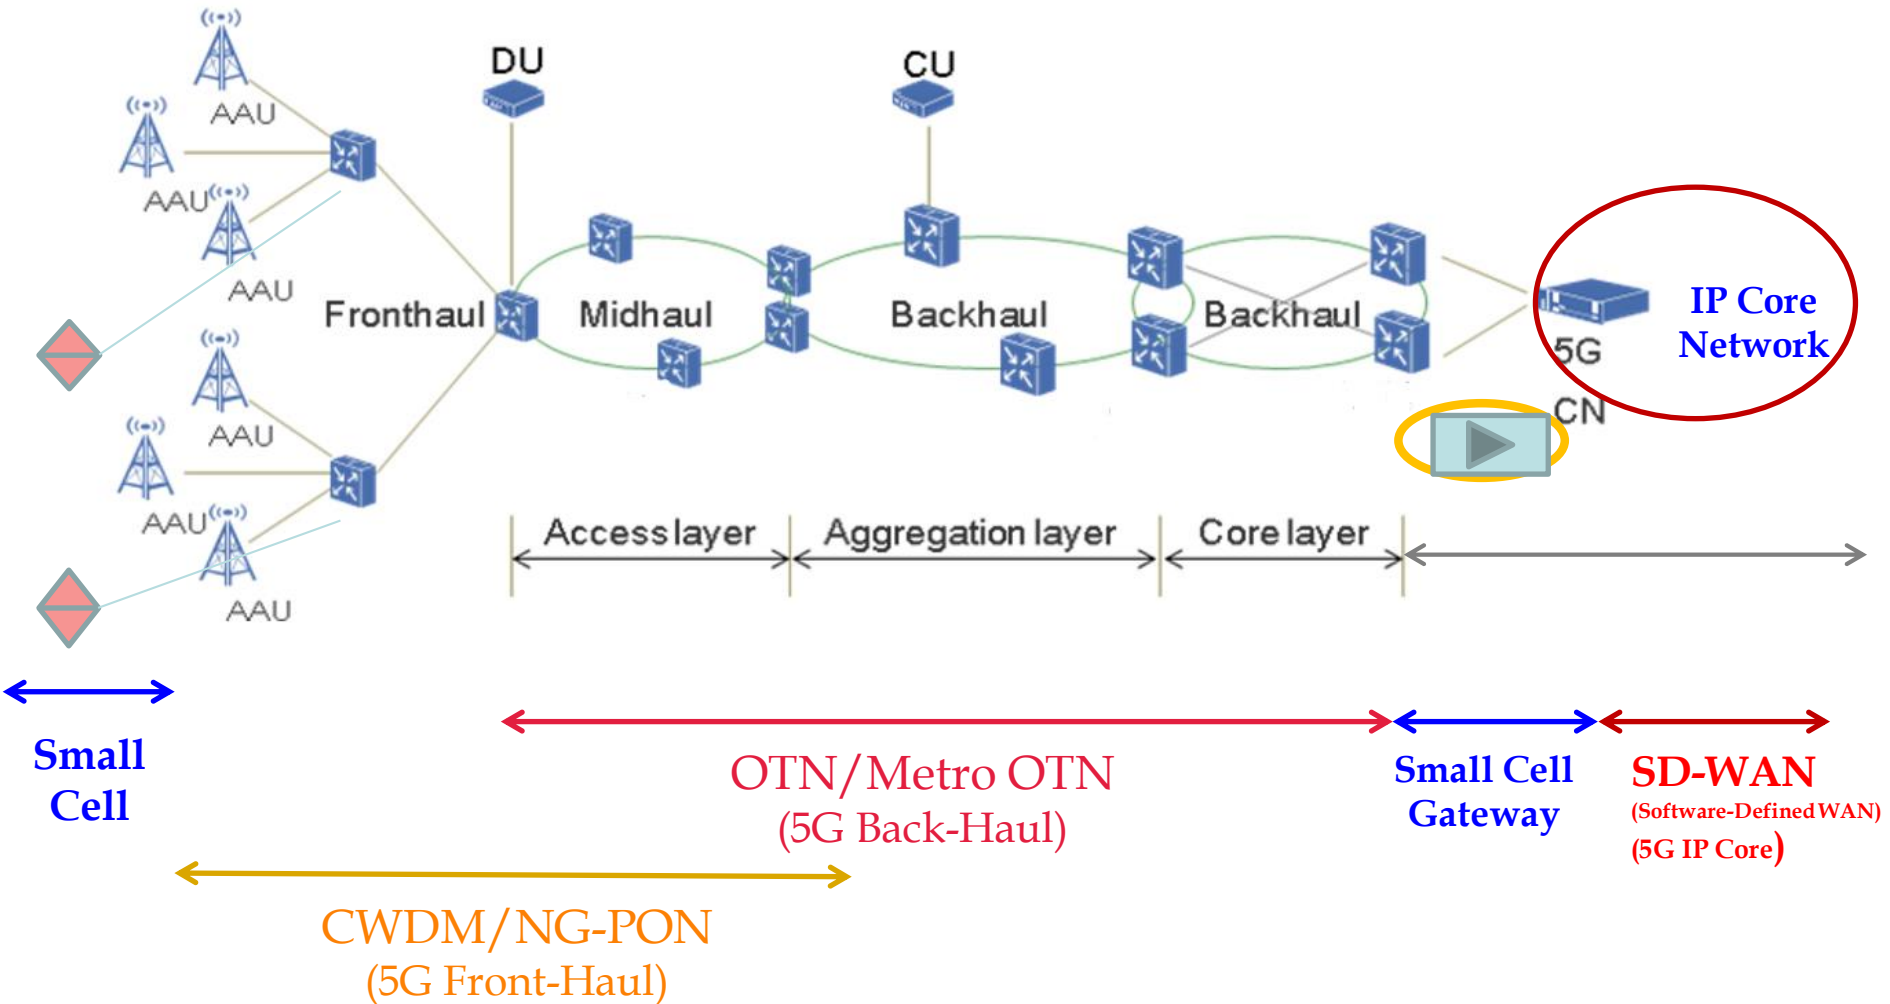 DU
CU
AAU
AAU
AAU
Fronthaul
Midhaul
Backhaul
Backhaul
IP Core
Network
5G
CN
AAU
AAU
AAU
Access layer
Aggregation layer
Core layer
Small
Cell
OTN/Metro OTN
(5G Back-Haul)
Small Cell
Gateway
SD-WAN
(Software-Defined WAN)
(5G IP Core)
CWDM/NG-PON
(5G Front-Haul)